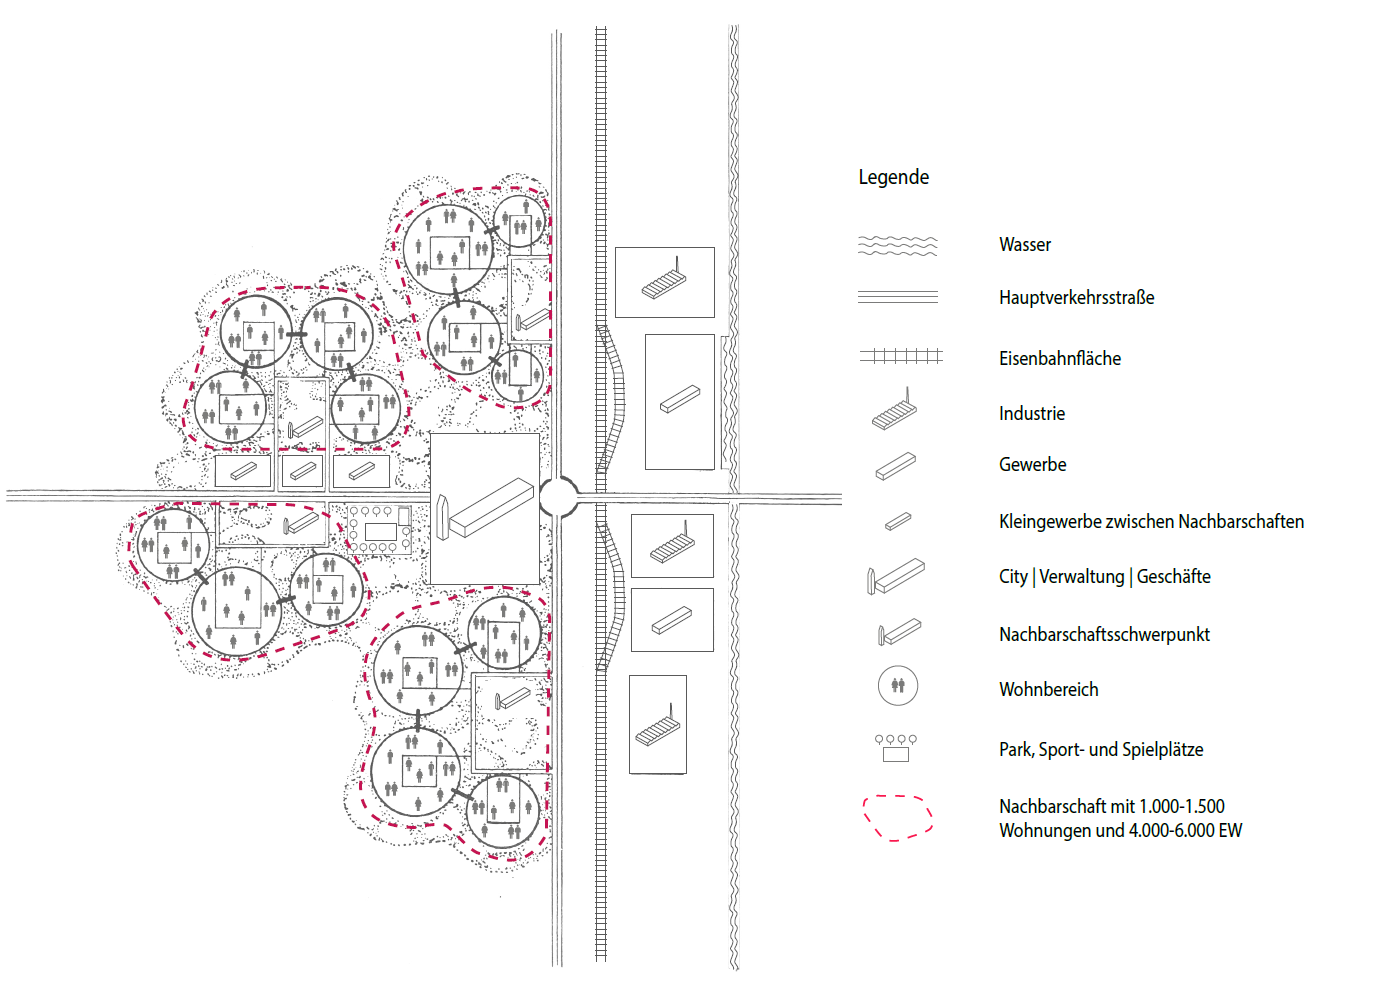 Legende
Wasser
Hauptverkehrsstraße
Eisenbahnfläche
Industrie
Gewerbe
Kleingewerbe zwischen Nachbarschaften
City | Verwaltung | Geschäfte
Nachbarschaftsschwerpunkt
Wohnbereich
Park, Sport- und Spielplätze
Nachbarschaft mit 1.000-1.500
Wohnungen und 4.000-6.000 EW